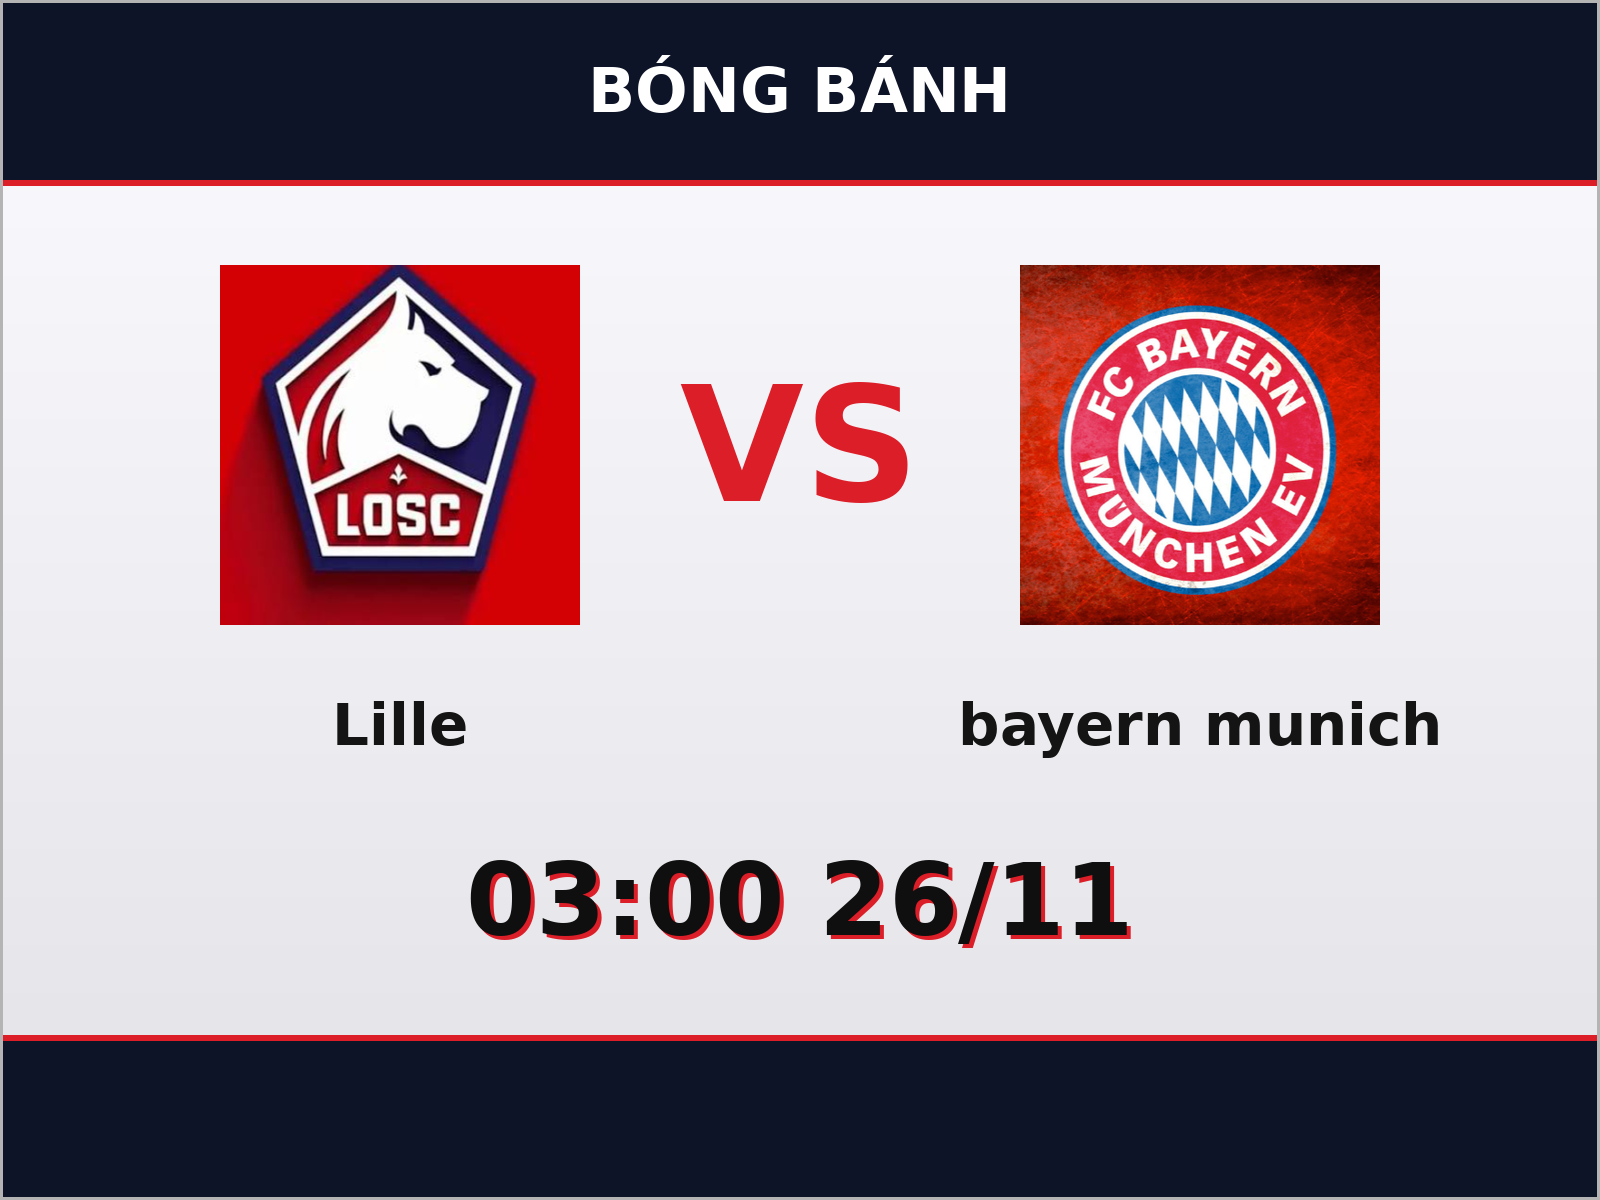 BÓNG BÁNH
LOSC
VS
FC BAYERN
MÜNCHEN EV
Lille
bayern munich
03:00 26/11